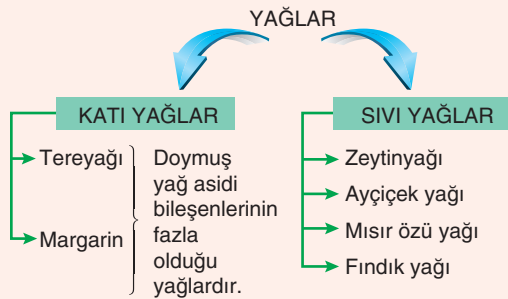 YAĞLAR
KATI YAĞLAR
Tereyağı
Margarin
Doymuş
yağ asidi
bileşenlerinin
fazla
olduğu
yağlardır.
SIVI YAĞLAR
Zeytinyağı
Ayçiçek yağı
Mısır özü yağı
Fındık yağı